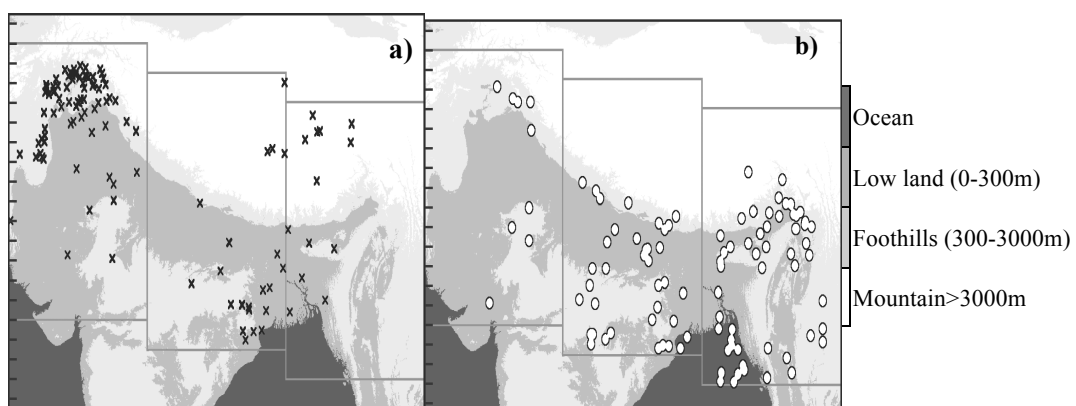 a)
b)
Ocean
Low land (0-300m)
Foothills (300-3000m)
Mountain>3000m